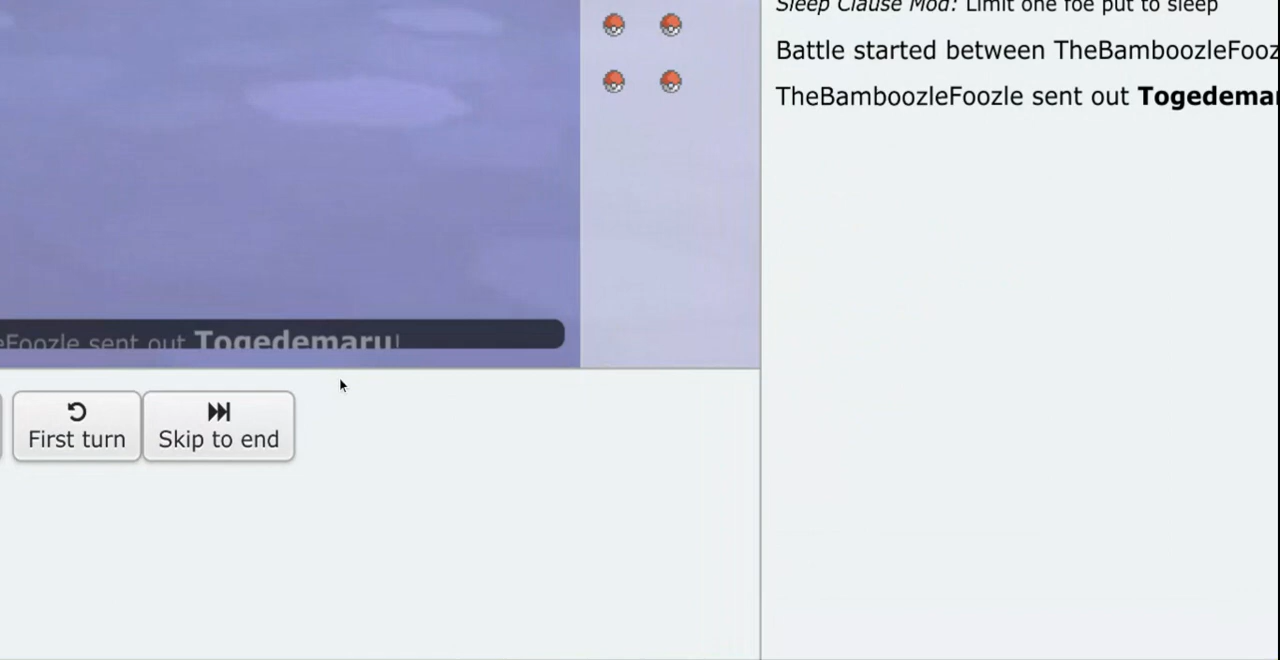 Sleep Clause Mod: Limit one foe put to sleep
Battle started between TheBamboozleFooz
TheBamboozleFoozle sent out Togedemar
eFoozle sent out Togedemaru!
First turn
Skip to end